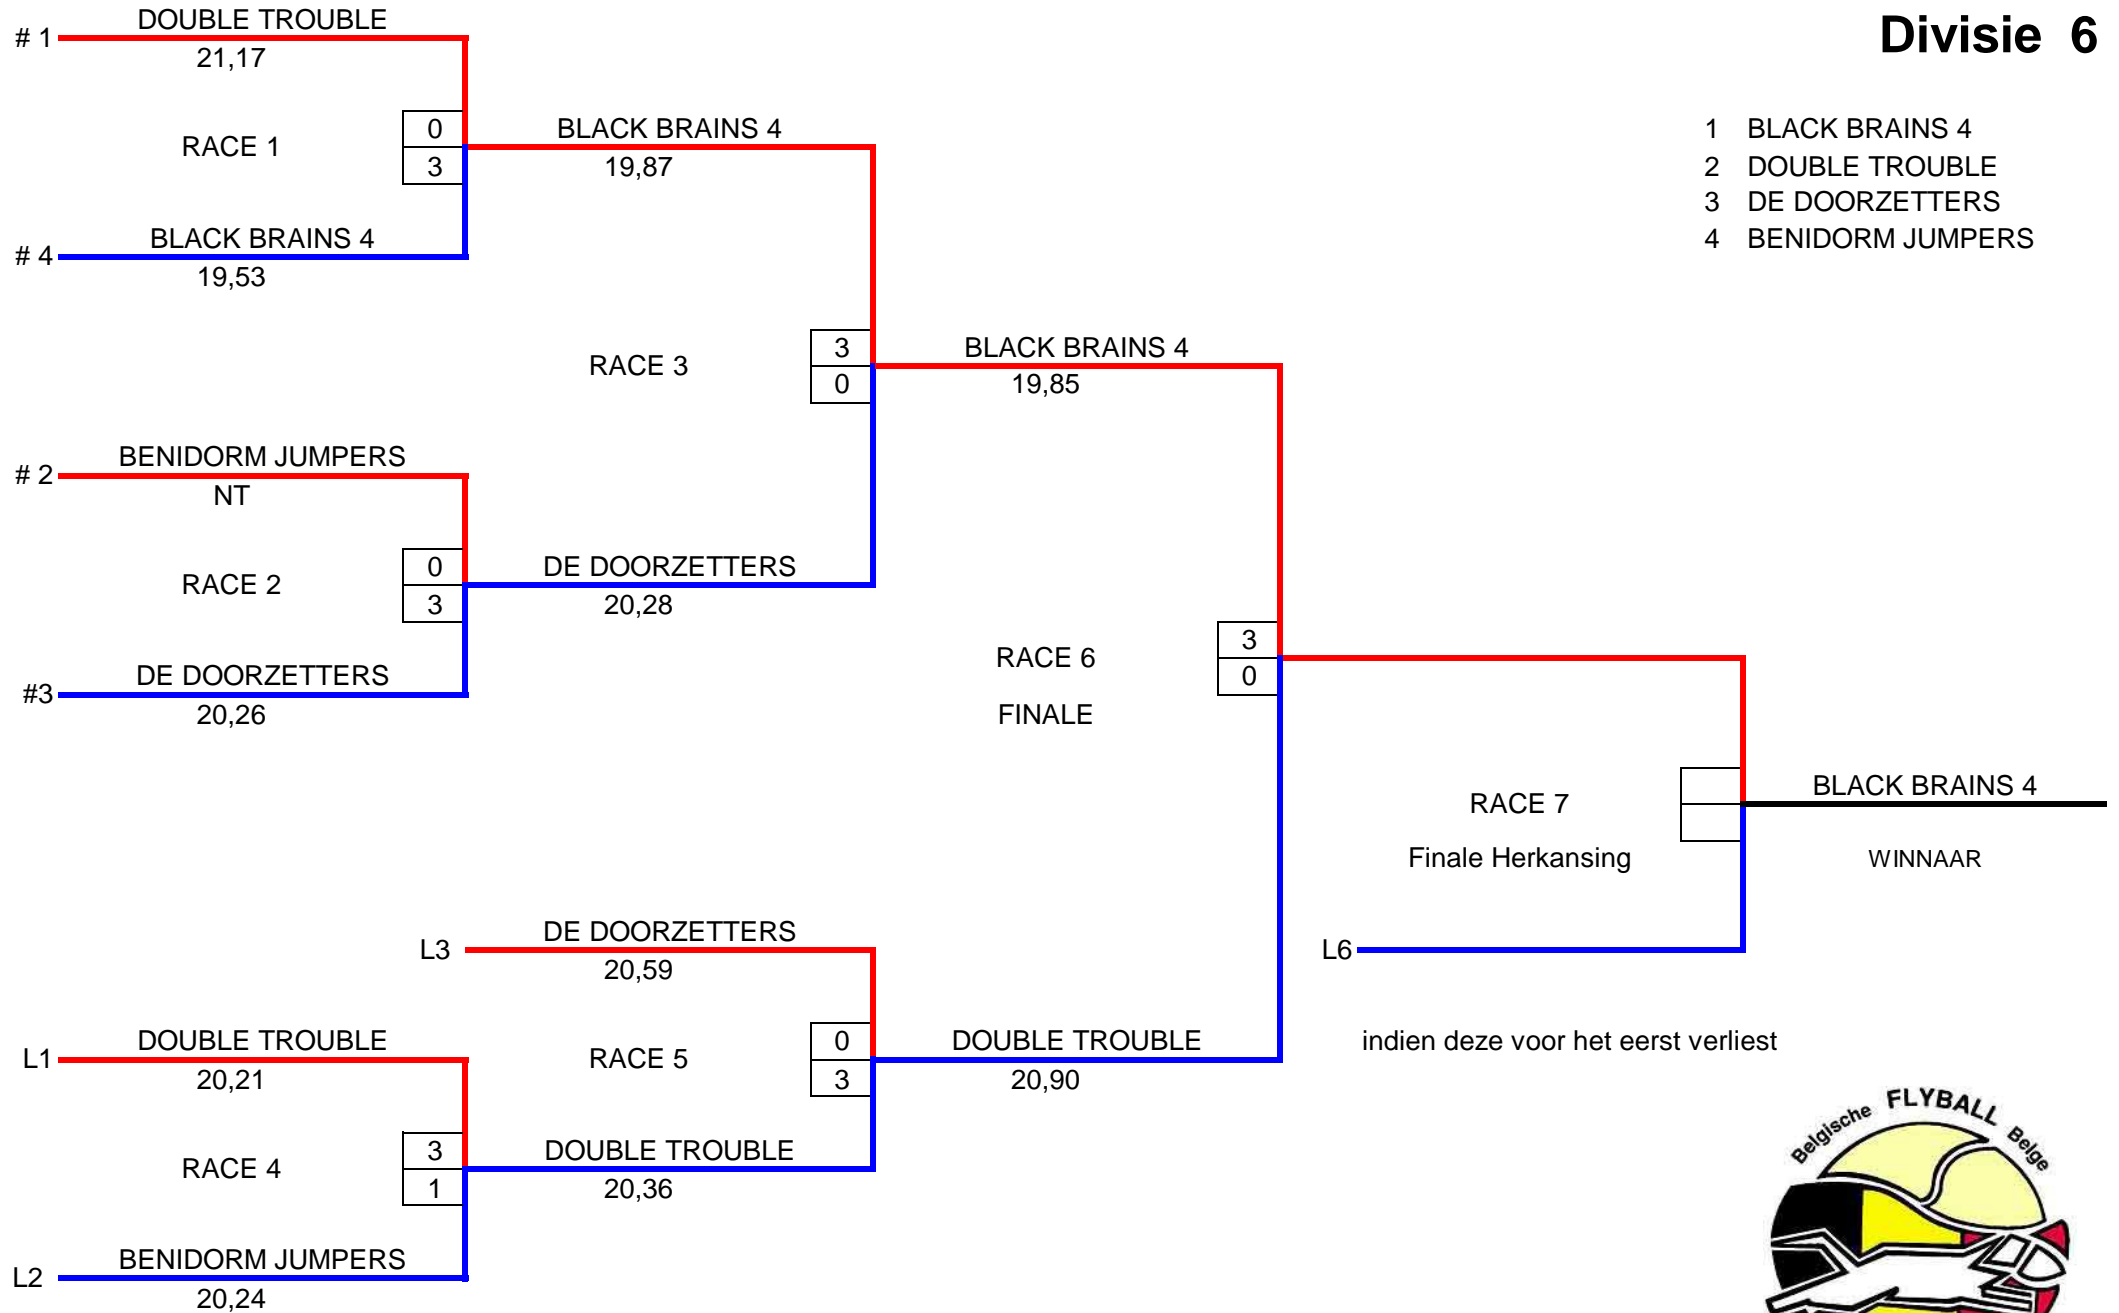 Divisie 6
1 BLACK BRAINS 4
2 DOUBLE TROUBLE
3 DE DOORZETTERS
4 BENIDORM JUMPERS
# 1
DOUBLE TROUBLE
21,17
RACE 1
0
3
# 4
BLACK BRAINS 4
19,53
BLACK BRAINS 4
19,87
RACE 3
3
0
# 2
BENIDORM JUMPERS
NT
RACE 2
0
3
#3
DE DOORZETTERS
20,26
DE DOORZETTERS
20,28
BLACK BRAINS 4
19,85
RACE 6
FINALE
3
0
RACE 7
Finale Herkansing
BLACK BRAINS 4
WINNAAR
L6
indien deze voor het eerst verliest
L3
DE DOORZETTERS
20,59
RACE 5
0
3
DOUBLE TROUBLE
20,90
L1
DOUBLE TROUBLE
20,21
RACE 4
3
1
DOUBLE TROUBLE
20,36
L2
BENIDORM JUMPERS
20,24
Belgische FLYBALL Belge